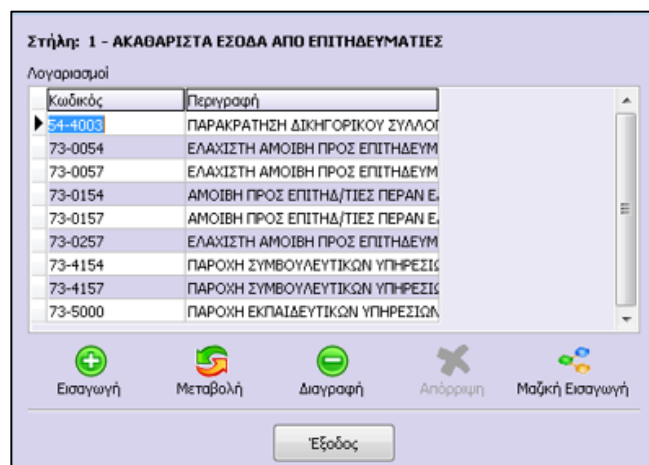 Στήλη: 1 - ΑΚΑΘΑΡΙΣΤΑ ΕΣΟΔΑ ΑΠΟ ΕΠΙΤΗΔΕΥΜΑΤΙΕΣ
Λογαριασμοί
Κωδικός Περιγραφή
54-4003 ΠΑΡΑΚΡΑΤΗΣΗ ΔΙΚΗΓΟΡΙΚΟΥ ΣΥΛΛΟΓ
73-0054 ΕΛΑΧΙΣΤΗ ΑΜΟΙΒΗ ΠΡΟΣ ΕΠΙΤΗΔΕΥΜ
73-0057 ΕΛΑΧΙΣΤΗ ΑΜΟΙΒΗ ΠΡΟΣ ΕΠΙΤΗΔΕΥΜ
73-0154 ΑΜΟΙΒΗ ΠΡΟΣ ΕΠΙΤΗΔ/ΤΙΕΣ ΠΕΡΑΝ Ε
73-0157 ΑΜΟΙΒΗ ΠΡΟΣ ΕΠΙΤΗΔ/ΤΙΕΣ ΠΕΡΑΝ Ε
73-0257 ΕΛΑΧΙΣΤΗ ΑΜΟΙΒΗ ΠΡΟΣ ΕΠΙΤΗΔΕΥΜ
73-4154 ΠΑΡΟΧΗ ΣΥΜΒΟΥΛΕΥΤΙΚΩΝ ΥΠΗΡΕΣΙΩ
73-4157 ΠΑΡΟΧΗ ΣΥΜΒΟΥΛΕΥΤΙΚΩΝ ΥΠΗΡΕΣΙΩ
73-5000 ΠΑΡΟΧΗ ΕΚΠΑΙΔΕΥΤΙΚΩΝ ΥΠΗΡΕΣΙΩΝ
Εισαγωγή Μεταβολή Διαγραφή Απόρριψη Μαζική Εισαγωγή
Έξοδος